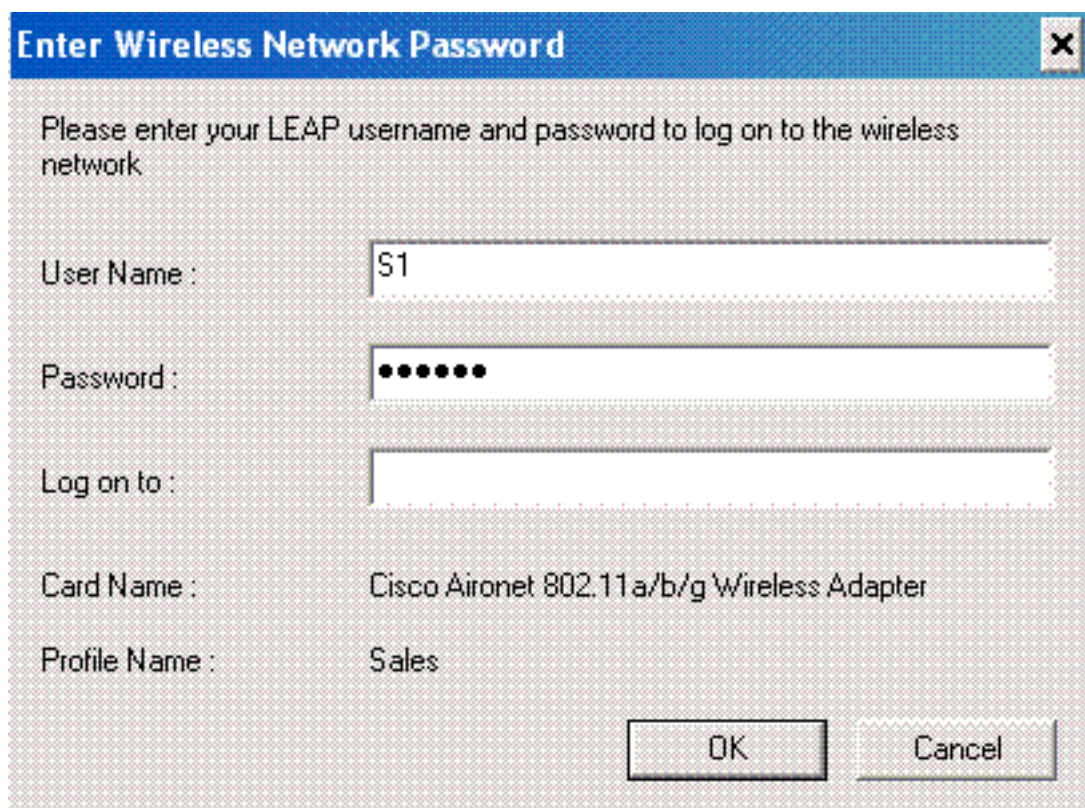 Enter Wireless Network Password
Please enter your LEAP username and password to log on to the wireless
network
User Name :
S1
Password :
••••••
Log on to :
Card Name :
Cisco Aironet 802.11a/b/g Wireless Adapter
Profile Name :
Sales
OK
Cancel